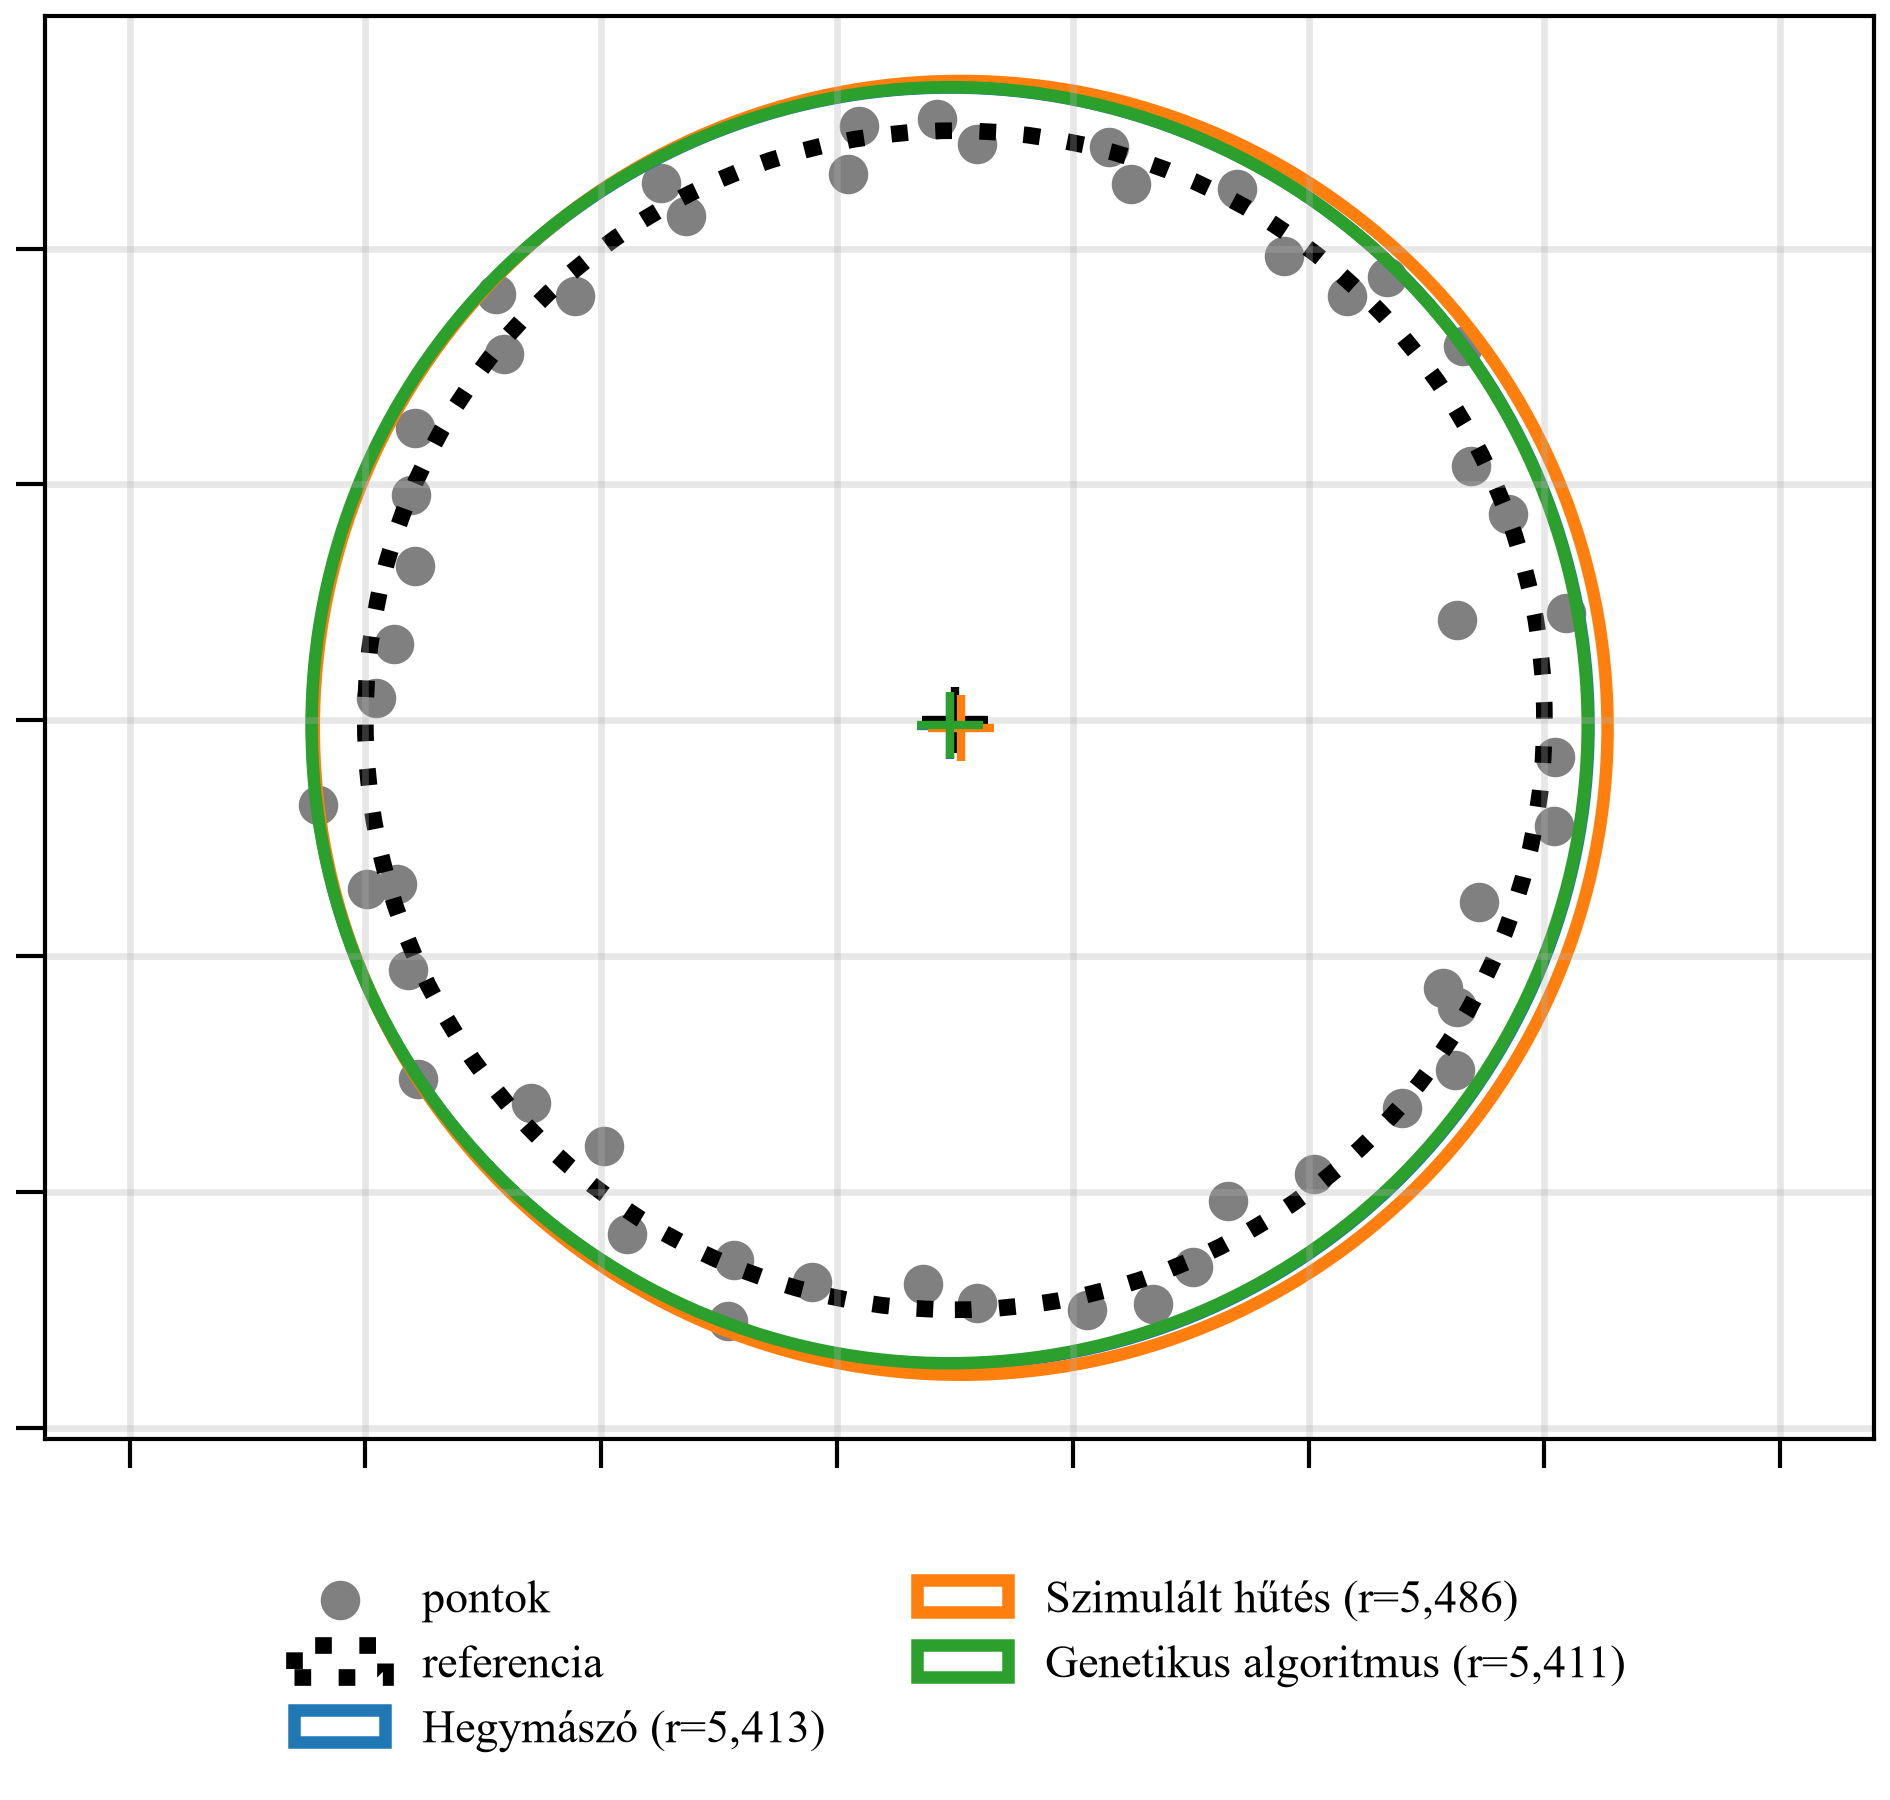 pontok
referencia
Hegymászó (r=5,413)
Szimulált hűtés (r=5,486)
Genetikus algoritmus (r=5,411)